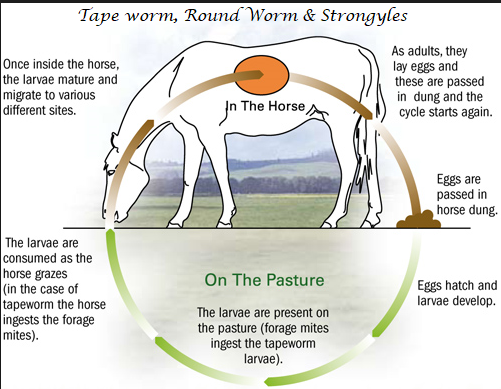 Tape worm, Round Worm & Strongyles
Once inside the horse,
the larvae mature and
migrate to various
different sites.
In The Horse
As adults, they
lay eggs and
these are passed
in dung and the
cycle starts again.
Eggs are
passed in
horse dung.
The larvae are
consumed as the
horse grazes
(in the case of
tapeworm the horse
ingests the forage
mites).
On The Pasture
The larvae are present on
the pasture (forage mites
ingest the tapeworm
larvae).
Eggs hatch and
larvae develop.